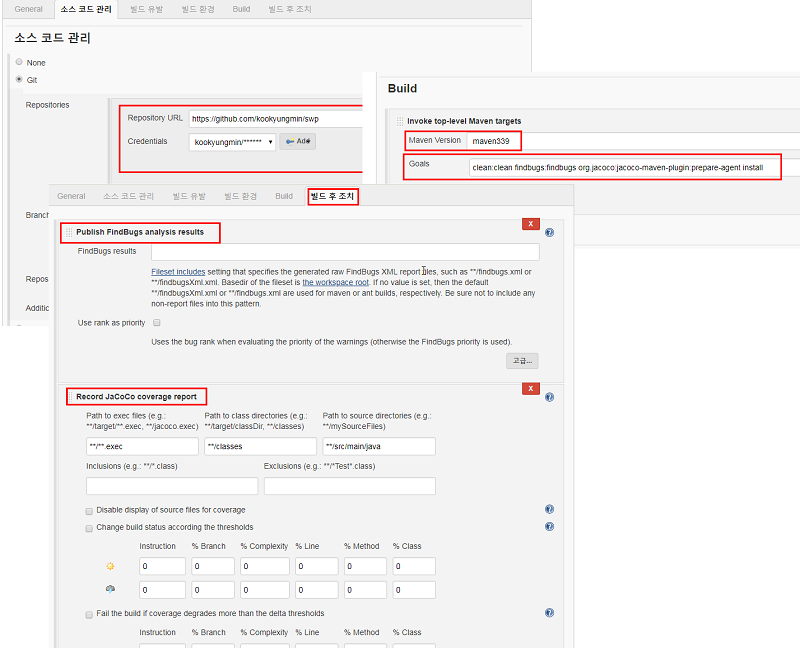 General 소스 코드 관리 빌드 유발 빌드 환경 Build 빌드 후 조치
소스 코드 관리
None
Git
Repositories
Repository URL https://github.com/kookyungmin/swp
Credentials kookyungmin/****** Add
Branch
Repos
Additic
Build
Invoke top-level Maven targets
Maven Version maven339
Goals clean:clean findbugs:findbugs org.jacoco:jacoco-maven-plugin:prepare-agent install
General 소스 코드 관리 빌드 유발 빌드 환경 Build 빌드 후 조치
Publish FindBugs analysis results X
FindBugs results
Fileset includes setting that specifies the generated raw FindBugs XML report files, such as **/findbugs.xml or
**/findbugsXml.xml. Basedir of the fileset is the workspace root. If no value is set, then the default
**/findbugsXml.xml or **/findbugs.xml are used for maven or ant builds, respectively. Be sure not to include any
non-report files into this pattern.
Use rank as priority
Uses the bug rank when evaluating the priority of the warnings (otherwise the FindBugs priority is used).
고급...
Record JaCoCo coverage report X
Path to exec files (e.g.: Path to class directories (e.g.: Path to source directories (e.g.:
**/target/**.exec, **/jacoco.exec) **/target/classDir, **/classes) **/mySourceFiles)
**/**.exec **/classes **/src/main/java
Inclusions (e.g.: **/*.class) Exclusions (e.g.: **/*Test*.class)
Disable display of source files for coverage
Change build status according the thresholds
Instruction % Branch % Complexity % Line % Method % Class
0 0 0 0 0 0
0 0 0 0 0 0
Fail the build if coverage degrades more than the delta thresholds
Instruction % Branch % Complexity % Line % Method % Class